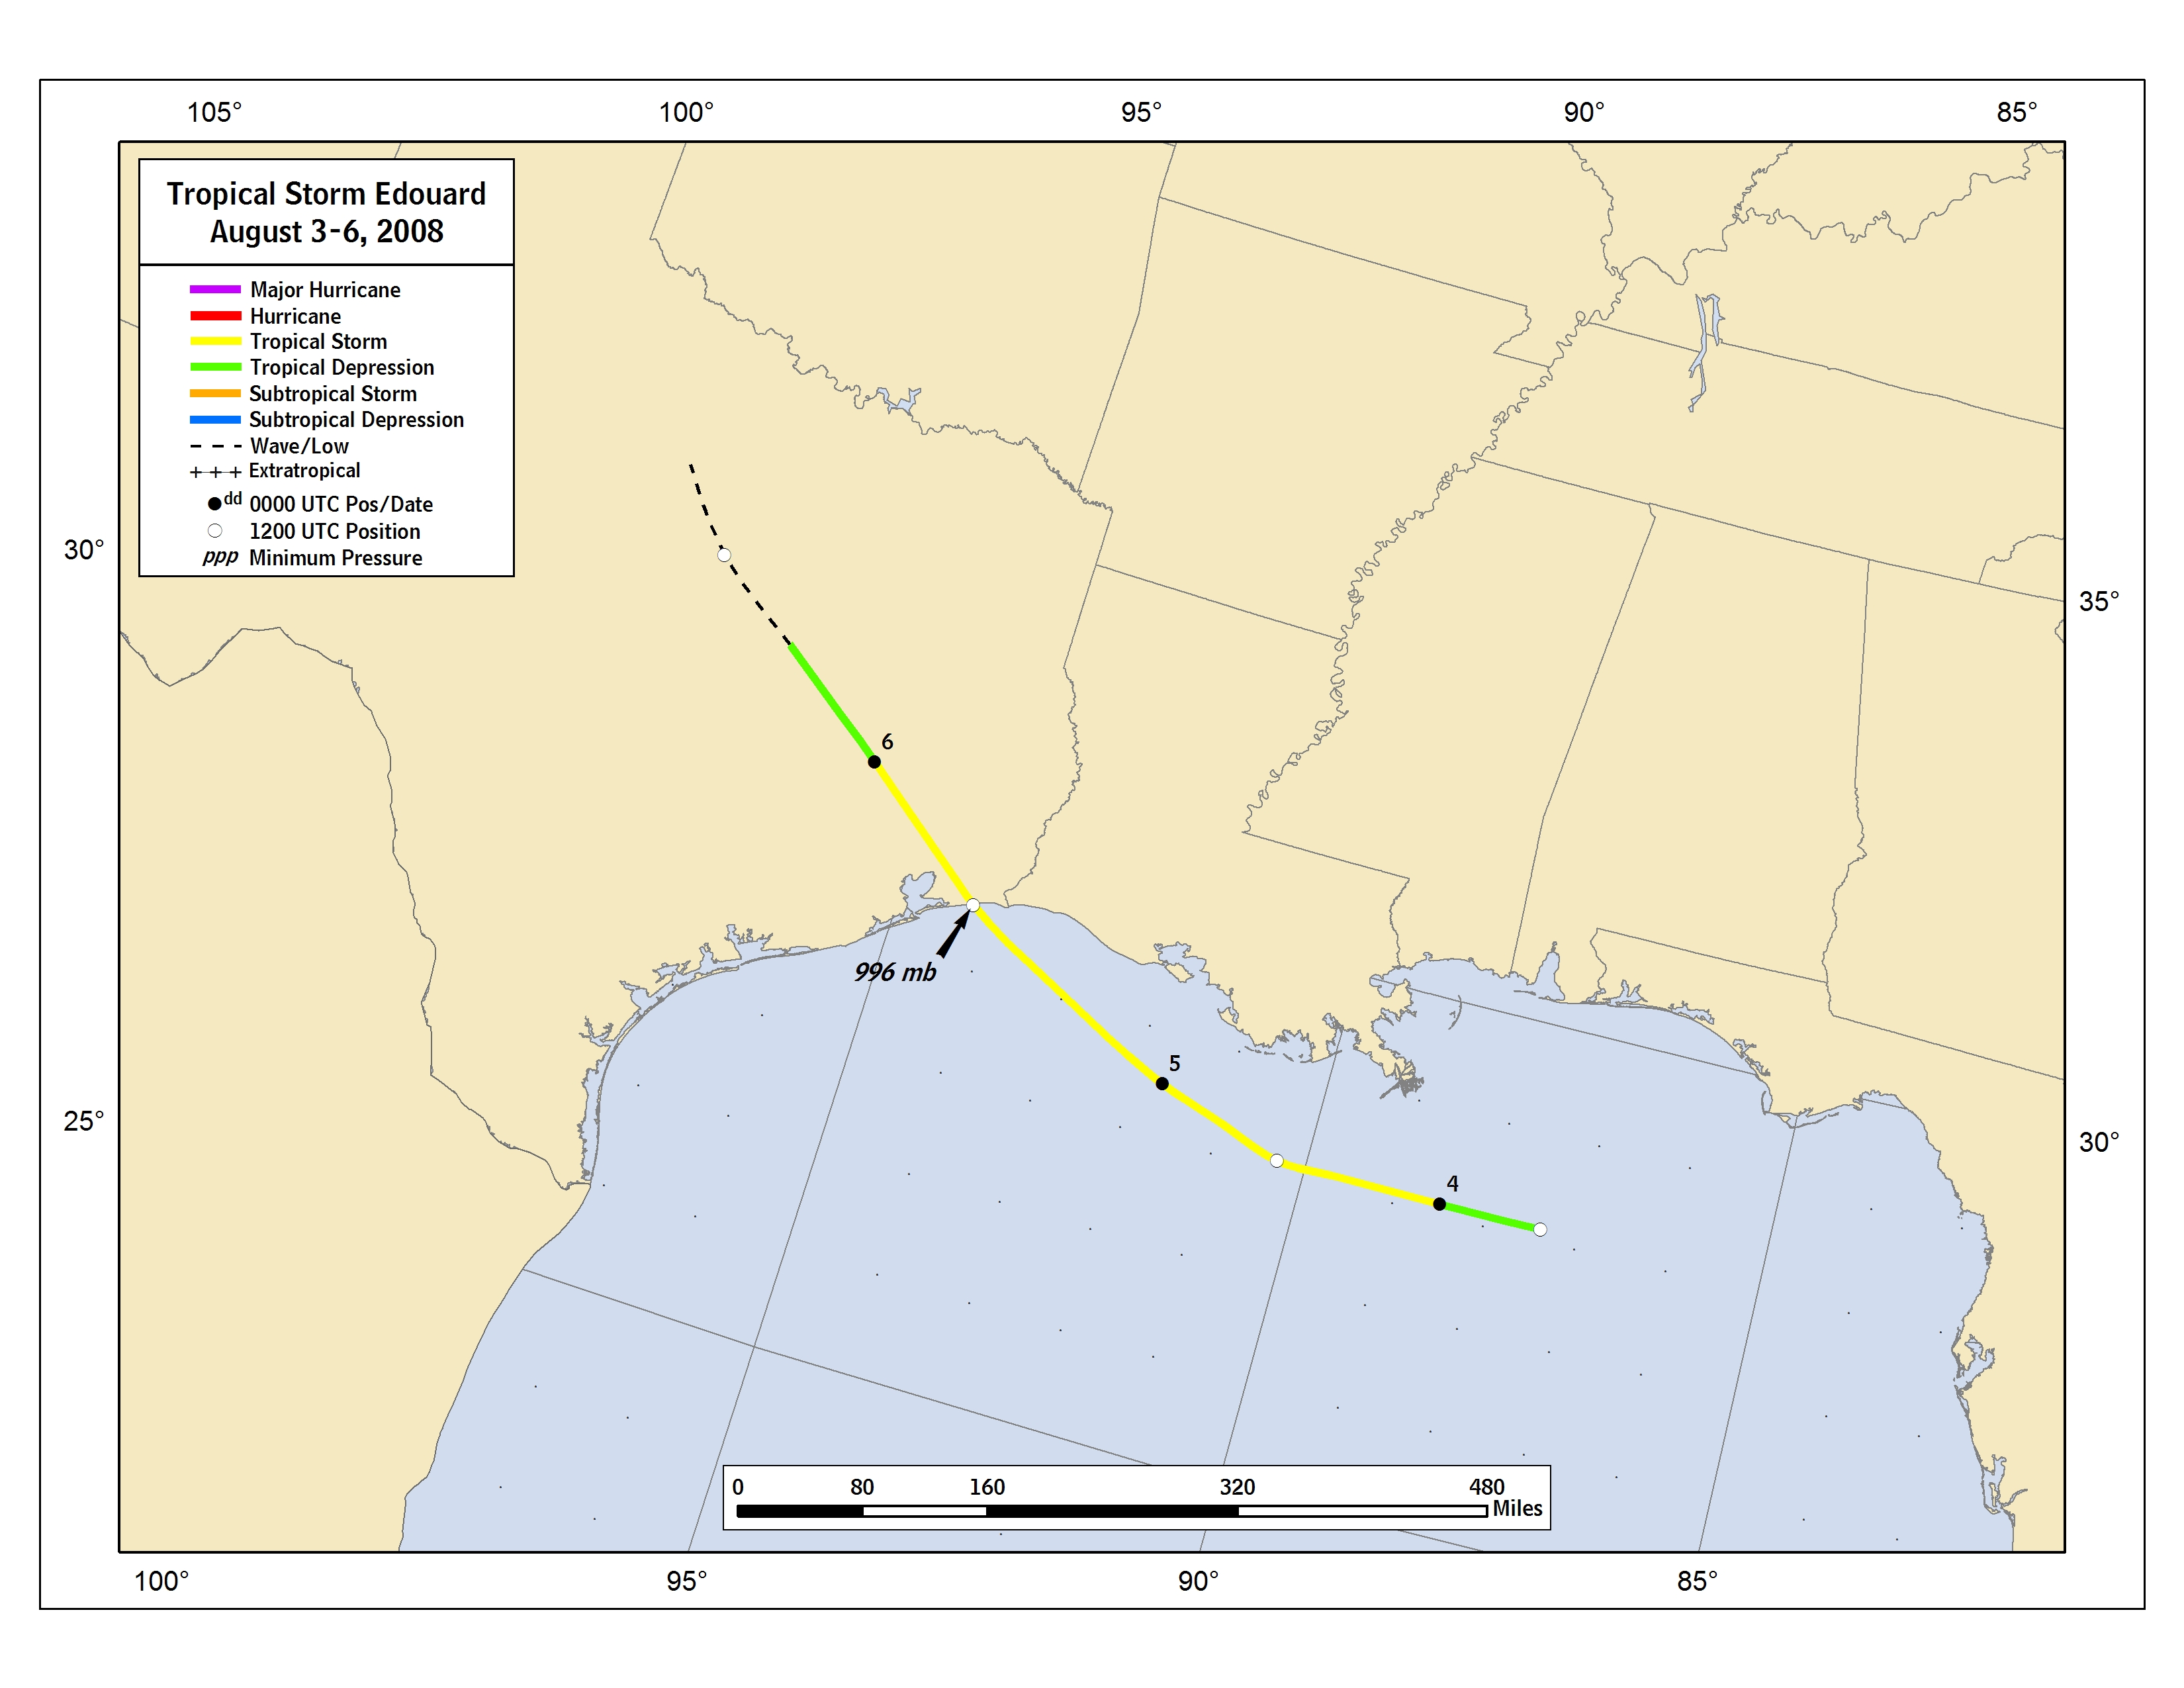 105° 100° 95° 90° 85°
Tropical Storm Edouard
August 3-6, 2008
Major Hurricane
Hurricane
Tropical Storm
Tropical Depression
Subtropical Storm
Subtropical Depression
Wave/Low
Extratropical
dd 0000 UTC Pos/Date
1200 UTC Position
ppp Minimum Pressure
30°
35°
6
996 mb
5
25°
30°
4
0 80 160 320 480
Miles
100° 95° 90° 85°